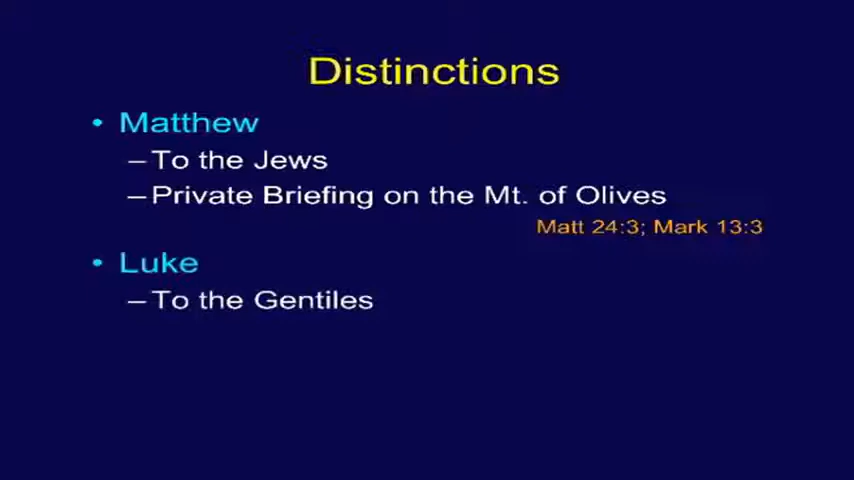 Distinctions
• Matthew
– To the Jews
– Private Briefing on the Mt. of Olives
Matt 24:3; Mark 13:3
• Luke
– To the Gentiles